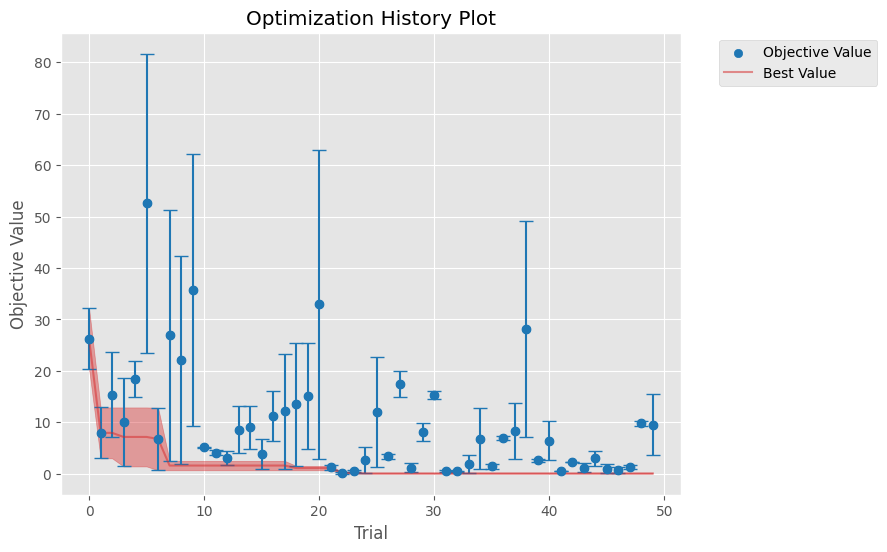 Optimization History Plot
Objective Value
Best Value
80
70
60
50
40
30
20
10
0
Objective Value
0 10 20 30 40 50
Trial